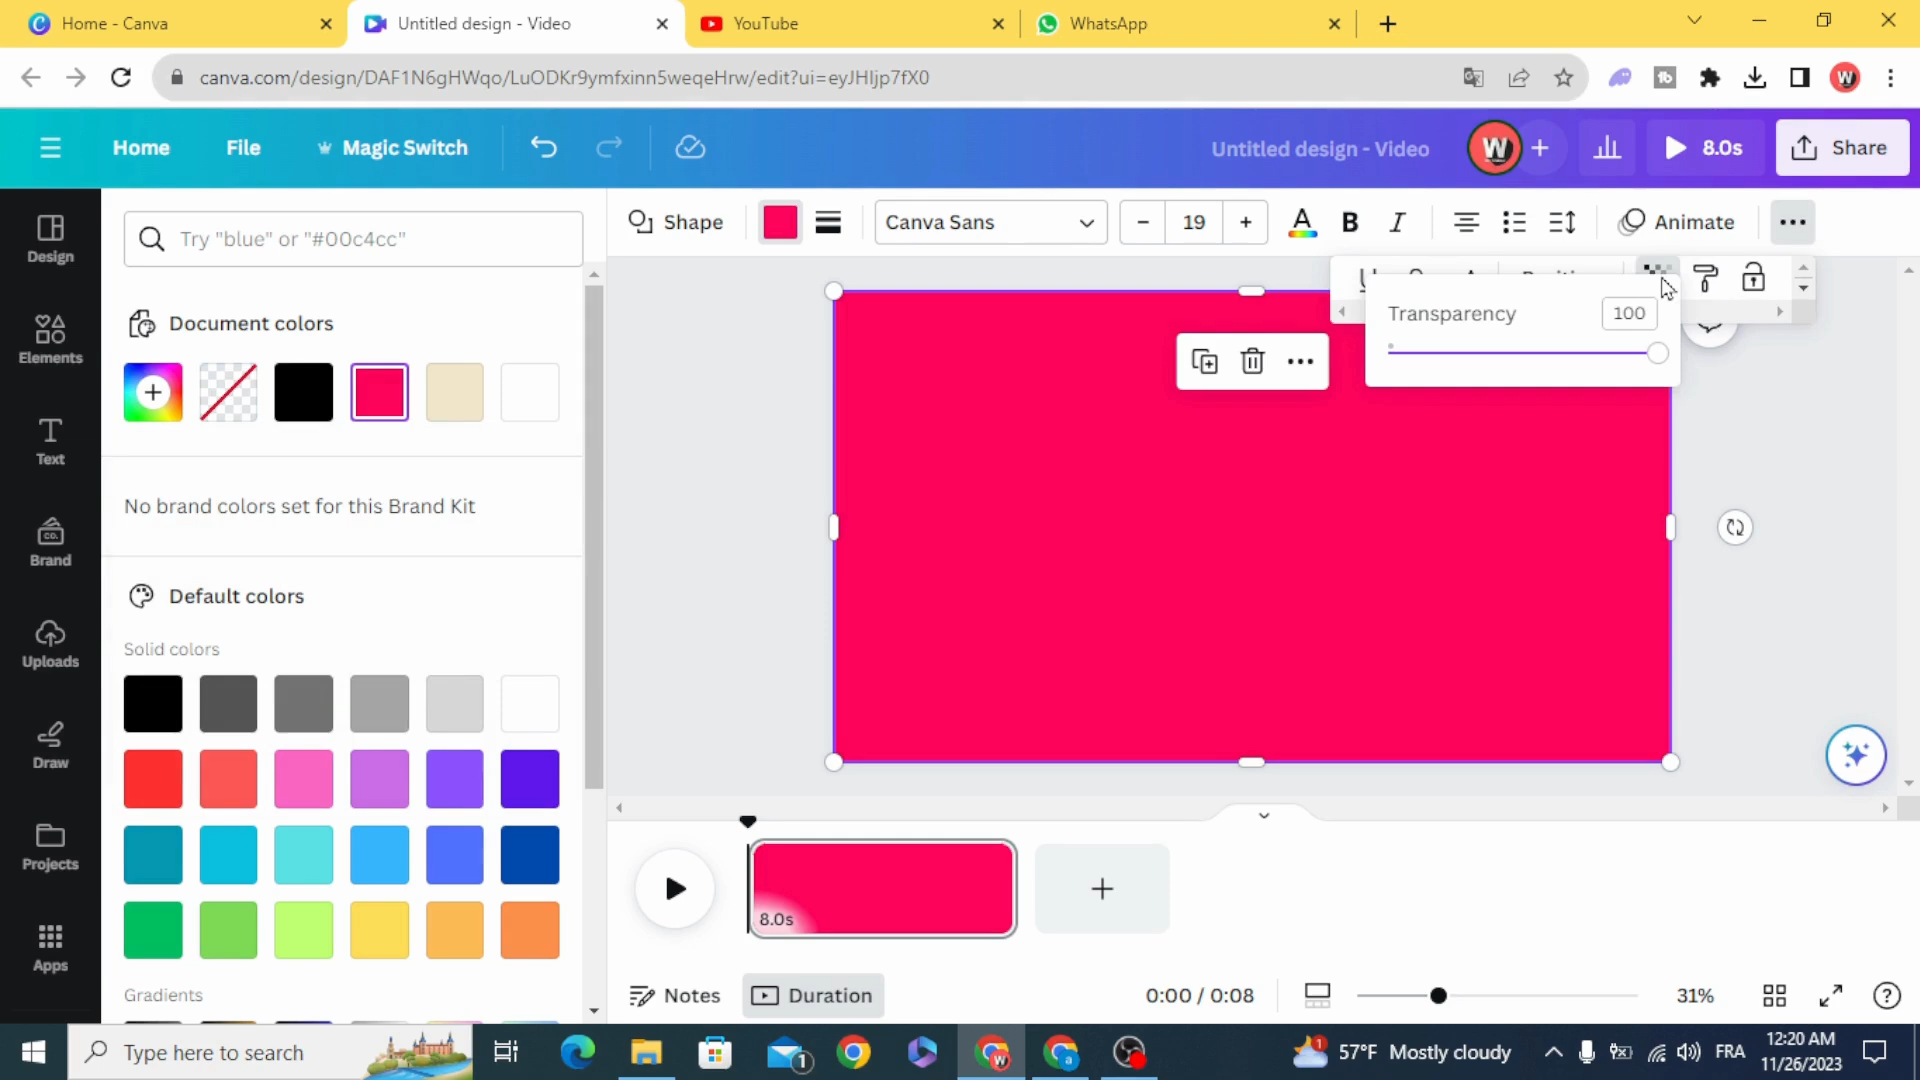 Home - Canva
Untitled design - Video
YouTube
WhatsApp
canva.com/design/DAF1N6gHWqo/LuODKr9ymfxinn5weqeHrw/edit?ui=eyJHIjp7fX0
Home
File
Magic Switch
Untitled design - Video
W
8.0s
Share
Design
Elements
Text
Brand
Uploads
Draw
Projects
Apps
Try "blue" or "#00c4cc"
Document colors
No brand colors set for this Brand Kit
Default colors
Solid colors
Gradients
Shape
Canva Sans
19
Animate
Transparency
100
8.0s
Notes
Duration
0:00 / 0:08
31%
Type here to search
1
1
57°F Mostly cloudy
FRA
12:20 AM
11/26/2023